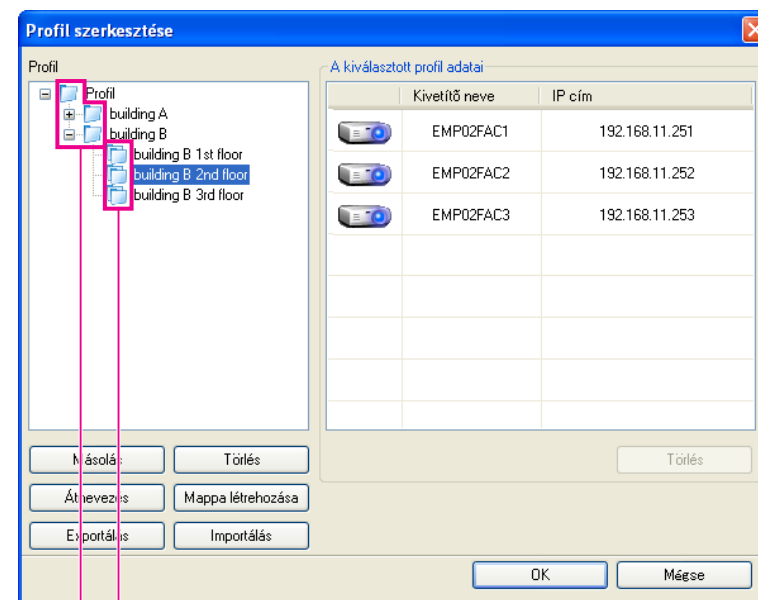 Profil szerkesztése
Profil
Profil
building A
building B
building B 1st floor
building B 2nd floor
building B 3rd floor
Másolás
Törlés
Átnevezés
Mappa létrehozása
Exportálás
Importálás
A kiválasztott profil adatai
Kivetítő neve IP cím
EMP02FAC1 192.168.11.251
EMP02FAC2 192.168.11.252
EMP02FAC3 192.168.11.253
Törlés
OK
Mégse